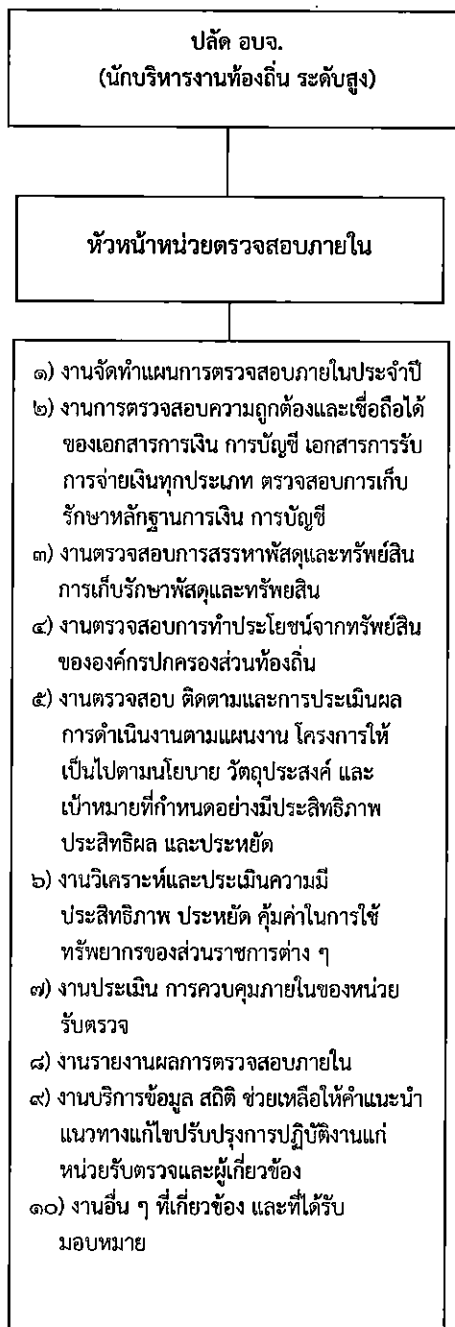 ปลัด อบจ.
(นักบริหารงานท้องถิ่น ระดับสูง)
หัวหน้าหน่วยตรวจสอบภายใน
๑) งานจัดทำแผนการตรวจสอบภายในประจำปี
๒) งานการตรวจสอบความถูกต้องและเชื่อถือได้
ของเอกสารการเงิน การบัญชี เอกสารการรับ
การจ่ายเงินทุกประเภท ตรวจสอบการเก็บ
รักษาหลักฐานการเงิน การบัญชี
๓) งานตรวจสอบการสรรหาพัสดุและทรัพย์สิน
การเก็บรักษาพัสดุและทรัพยสิน
๔) งานตรวจสอบการทำประโยชน์จากทรัพย์สิน
ขององค์กรปกครองส่วนท้องถิ่น
๕) งานตรวจสอบ ติดตามและการประเมินผล
การดำเนินงานตามแผนงาน โครงการให้
เป็นไปตามนโยบาย วัตถุประสงค์ และ
เป้าหมายที่กำหนดอย่างมีประสิทธิภาพ
ประสิทธิผล และประหยัด
๖) งานวิเคราะห์และประเมินความมี
ประสิทธิภาพ ประหยัด คุ้มค่าในการใช้
ทรัพยากรของส่วนราชการต่าง ๆ
๗) งานประเมิน การควบคุมภายในของหน่วย
รับตรวจ
๘) งานรายงานผลการตรวจสอบภายใน
๙) งานบริการข้อมูล สถิติ ช่วยเหลือให้คำแนะนำ
แนวทางแก้ไขปรับปรุงการปฏิบัติงานแก่
หน่วยรับตรวจและผู้เกี่ยวข้อง
๑๐) งานอื่น ๆ ที่เกี่ยวข้อง และที่ได้รับ
มอบหมาย